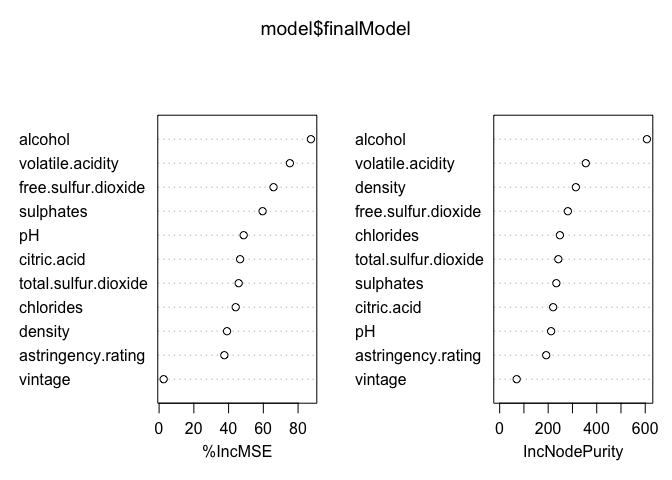 model$finalModel
alcohol
volatile.acidity
free.sulfur.dioxide
sulphates
pH
citric.acid
total.sulfur.dioxide
chlorides
density
astringency.rating
vintage
0 20 40 60 80
%IncMSE
alcohol
volatile.acidity
density
free.sulfur.dioxide
chlorides
total.sulfur.dioxide
sulphates
citric.acid
pH
astringency.rating
vintage
0 200 400 600
IncNodePurity